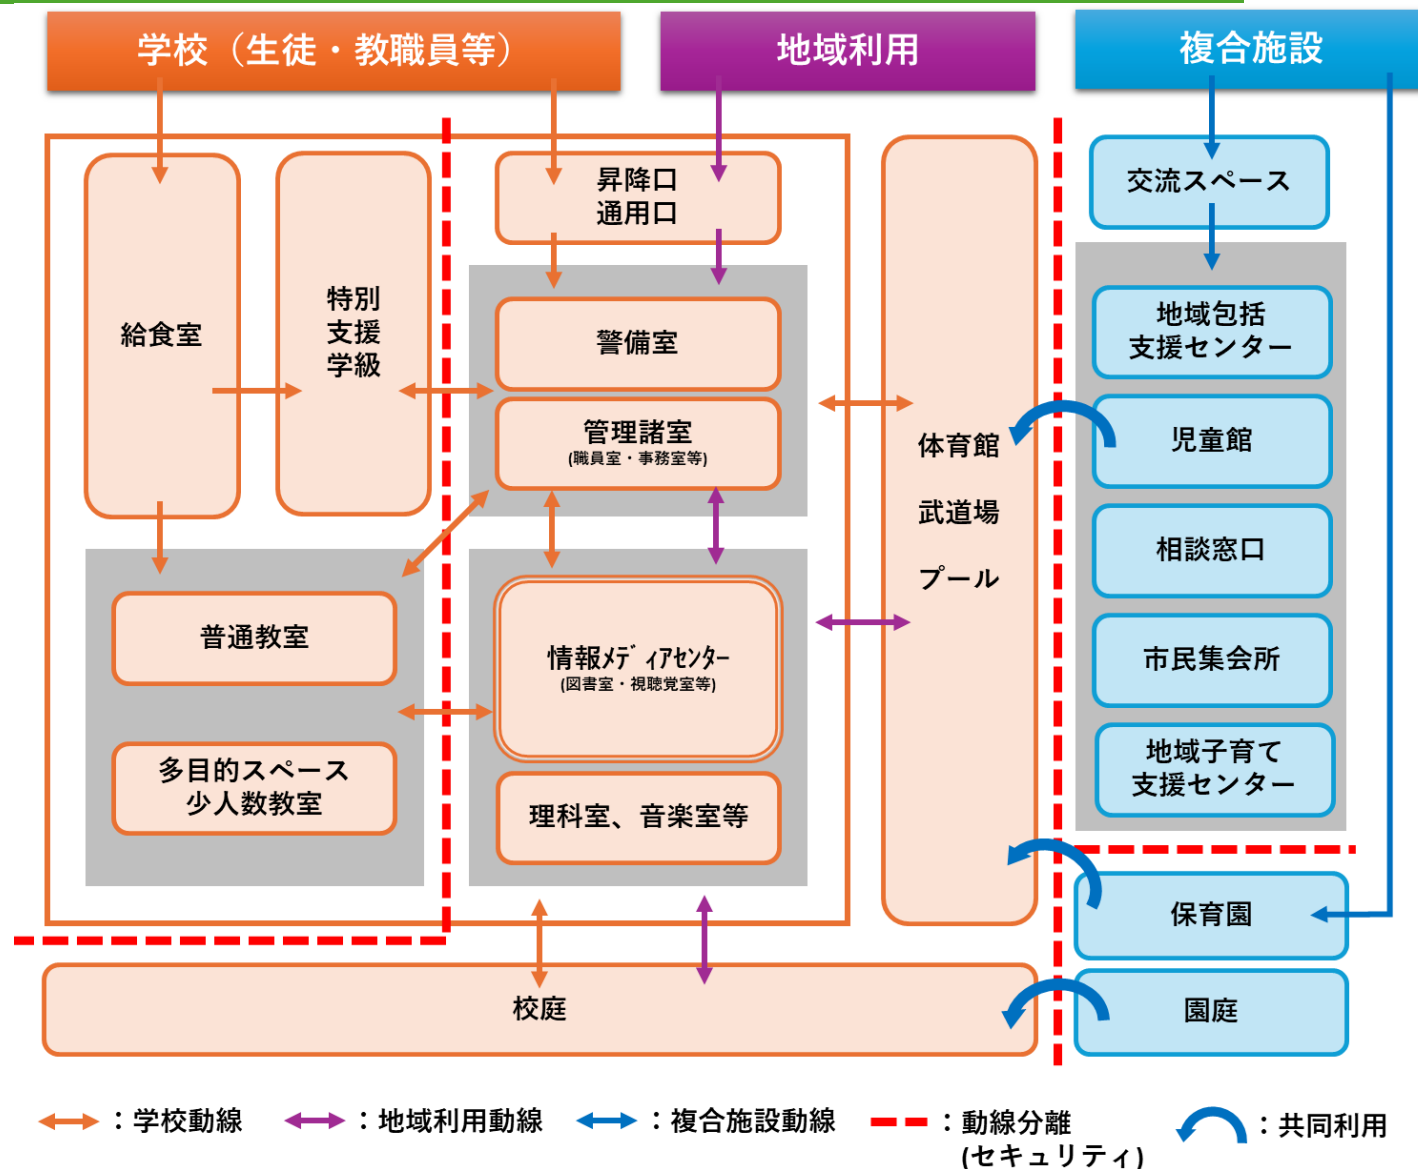 学校（生徒・教職員等）
地域利用
複合施設
昇降口
通用口
交流スペース
給食室
特別
支援
学級
警備室
管理諸室
(職員室・事務室等)
地域包括
支援センター
児童館
体育館
武道場
プール
相談窓口
普通教室
情報ﾒﾃﾞｨｱｾﾝﾀｰ
(図書室・視聴覚室等)
市民集会所
多目的スペース
少人数教室
理科室、音楽室等
地域子育て
支援センター
保育園
校庭
園庭
：学校動線
：地域利用動線
：複合施設動線
：動線分離
(セキュリティ)
：共同利用